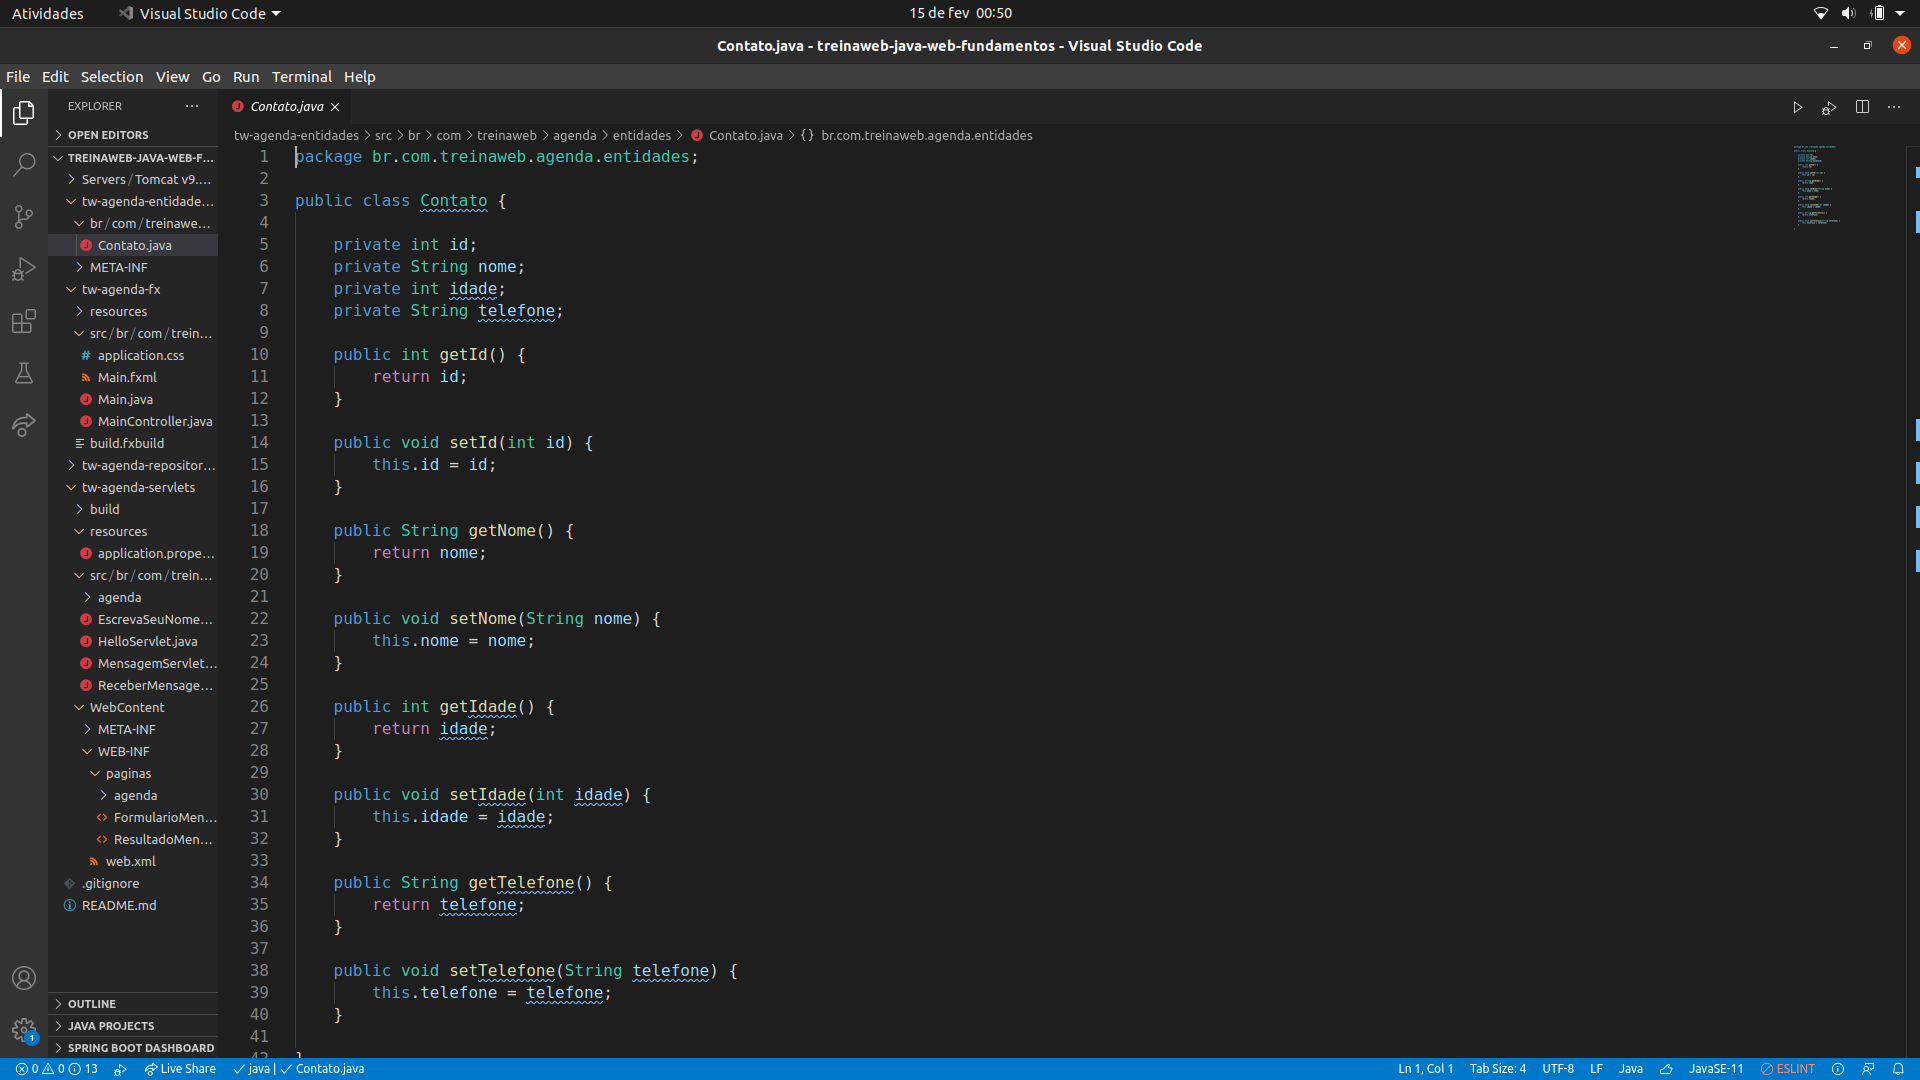 Atividades
Visual Studio Code
15 de fev 00:50
Contato.java - treinaweb-java-web-fundamentos - Visual Studio Code
File Edit Selection View Go Run Terminal Help
EXPLORER
OPEN EDITORS
TREINAWEB-JAVA-WEB-F...
Servers/Tomcat v9....
tw-agenda-entidade...
br/com/treinawe...
Contato.java
META-INF
tw-agenda-fx
resources
src/br/com/trein...
application.css
Main.fxml
Main.java
MainController.java
build.fxbuild
tw-agenda-repositor...
tw-agenda-servlets
build
resources
application.prope...
src/br/com/trein...
agenda
EscrevaSeuNome...
HelloServlet.java
MensagemServlet...
ReceberMensage...
WebContent
META-INF
WEB-INF
paginas
agenda
FormularioMen...
ResultadoMen...
web.xml
.gitignore
README.md
OUTLINE
JAVA PROJECTS
SPRING BOOT DASHBOARD
Contato.java
tw-agenda-entidades > src > br > com > treinaweb > agenda > entidades > Contato.java > {} br.com.treinaweb.agenda.entidades
1 package br.com.treinaweb.agenda.entidades;
2
3 public class Contato {
4
5 private int id;
6 private String nome;
7 private int idade;
8 private String telefone;
9
10 public int getId() {
11 return id;
12 }
13
14 public void setId(int id) {
15 this.id = id;
16 }
17
18 public String getNome() {
19 return nome;
20 }
21
22 public void setNome(String nome) {
23 this.nome = nome;
24 }
25
26 public int getIdade() {
27 return idade;
28 }
29
30 public void setIdade(int idade) {
31 this.idade = idade;
32 }
33
34 public String getTelefone() {
35 return telefone;
36 }
37
38 public void setTelefone(String telefone) {
39 this.telefone = telefone;
40 }
41
42 }
0 0 13 Live Share java | Contato.java Ln 1, Col 1 Tab Size: 4 UTF-8 LF Java JavaSE-11 ESLINT
1